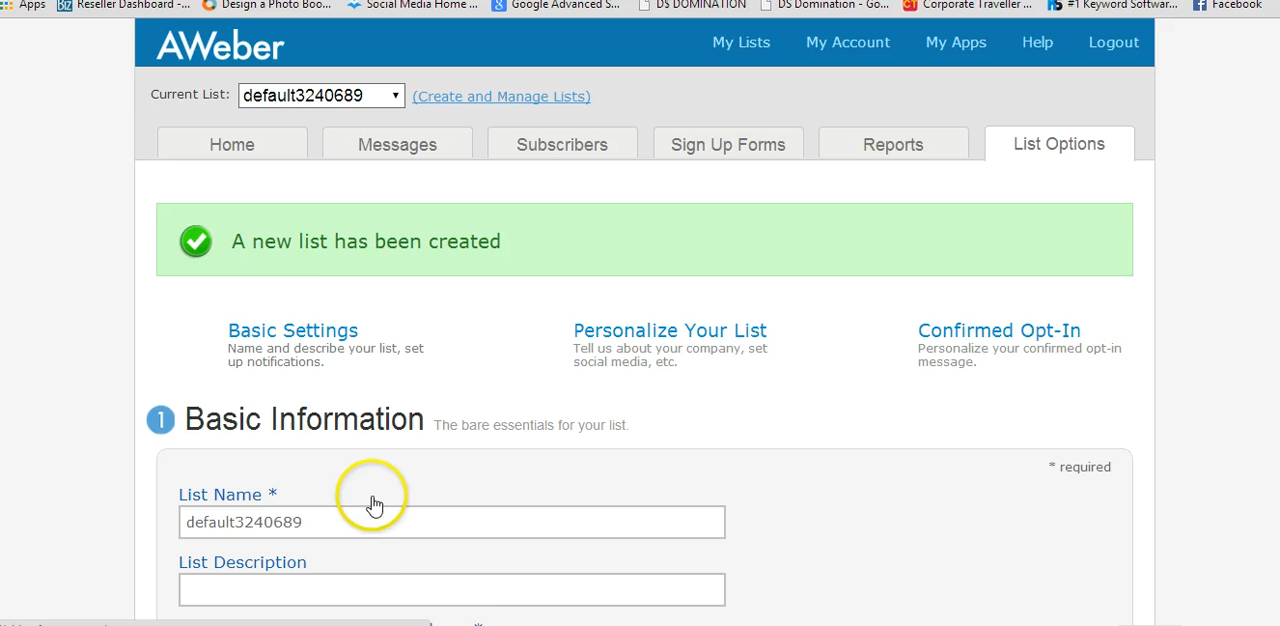 Apps Reseller Dashboard -... Design a Photo Boo... Social Media Home ... Google Advanced S... DS DOMINATION DS Domination - Go... Corporate Traveller ... #1 Keyword Softwar... Facebook
AWeber My Lists My Account My Apps Help Logout
Current List: default3240689 (Create and Manage Lists)
Home Messages Subscribers Sign Up Forms Reports List Options
A new list has been created
Basic Settings Personalize Your List Confirmed Opt-In
Name and describe your list, set Tell us about your company, set Personalize your confirmed opt-in
up notifications. social media, etc. message.
1 Basic Information The bare essentials for your list.
* required
List Name *
default3240689
List Description